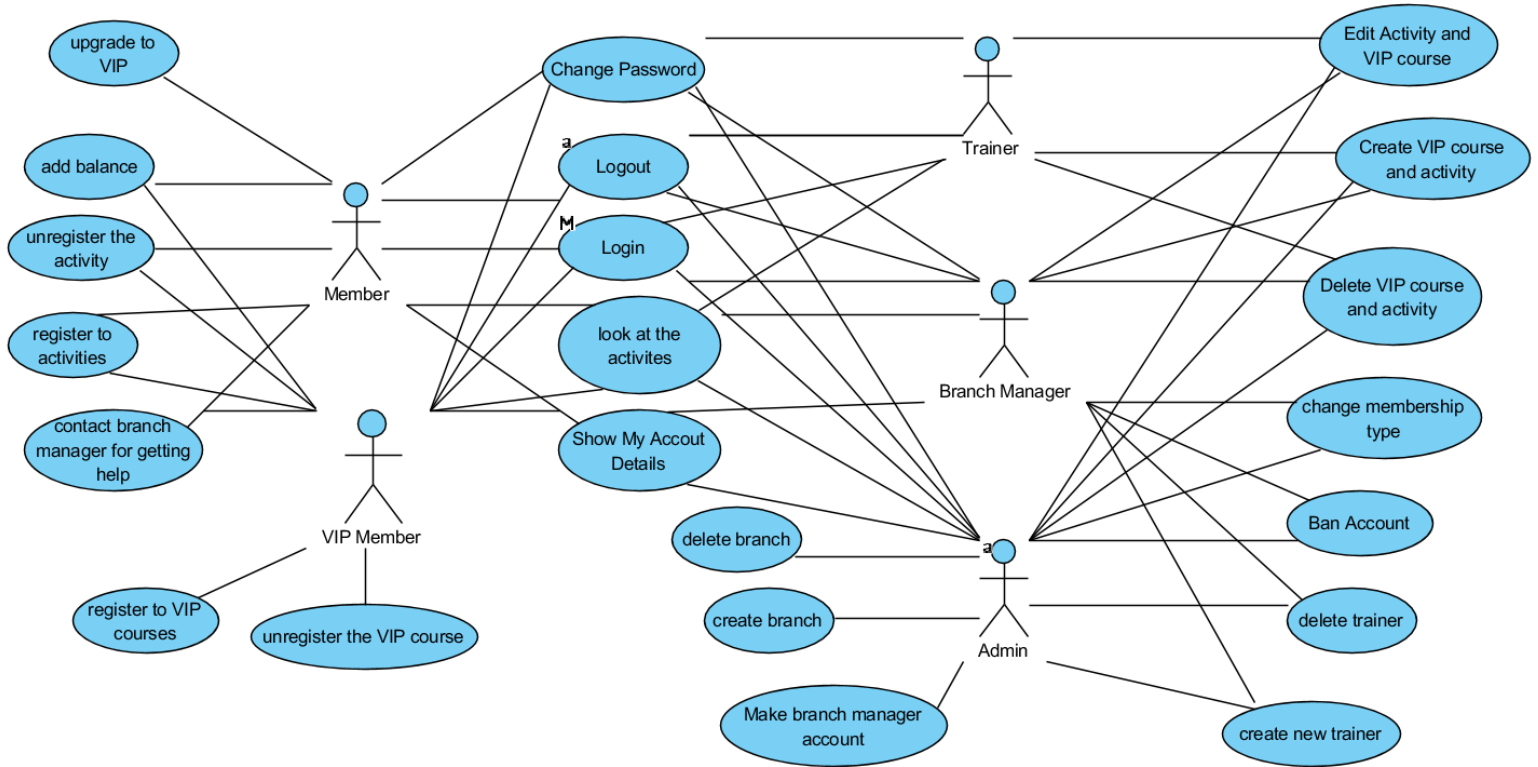 upgrade to
VIP
Change Password
Edit Activity and
VIP course
Trainer
a
Logout
add balance
Create VIP course
and activity
M
Login
unregister the
activity
Member
Delete VIP course
and activity
register to
activities
look at the
activites
Branch Manager
change membership
type
contact branch
manager for getting
help
Show My Accout
Details
VIP Member
delete branch
a
Ban Account
register to VIP
courses
unregister the VIP course
create branch
Admin
delete trainer
Make branch manager
account
create new trainer